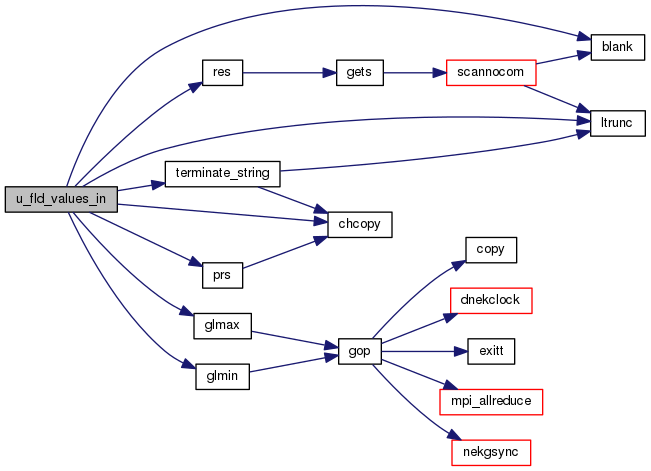 blank
res
gets
scannocom
ltrunc
terminate_string
u_fld_values_in
chcopy
copy
prs
dnekclock
glmax
gop
exitt
glmin
mpi_allreduce
nekgsync